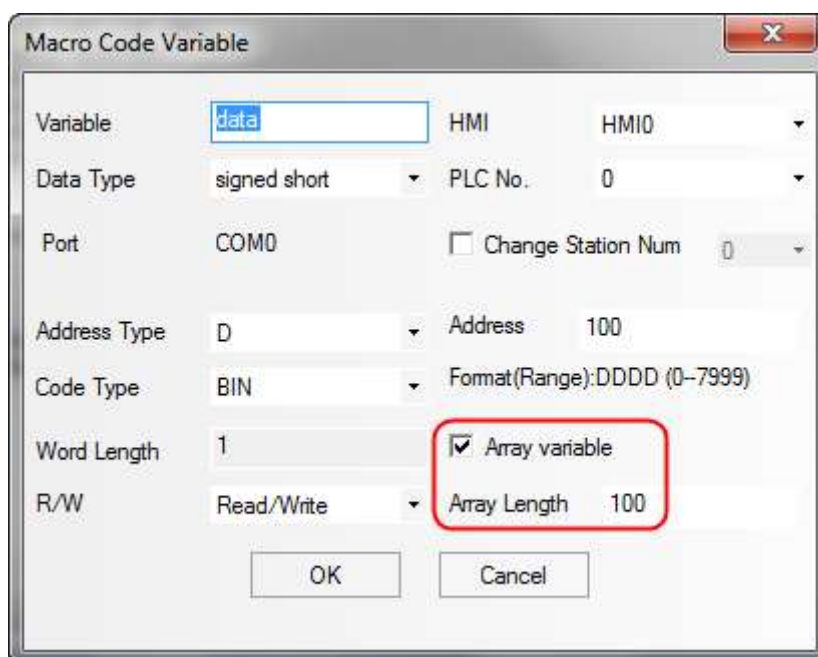 Macro Code Variable
Variable data HMI HMI0
Data Type signed short PLC No. 0
Port COM0 Change Station Num 0
Address Type D Address 100
Code Type BIN Format(Range):DDDD (0--7999)
Word Length 1 Array variable
R/W Read/Write Array Length 100
OK Cancel